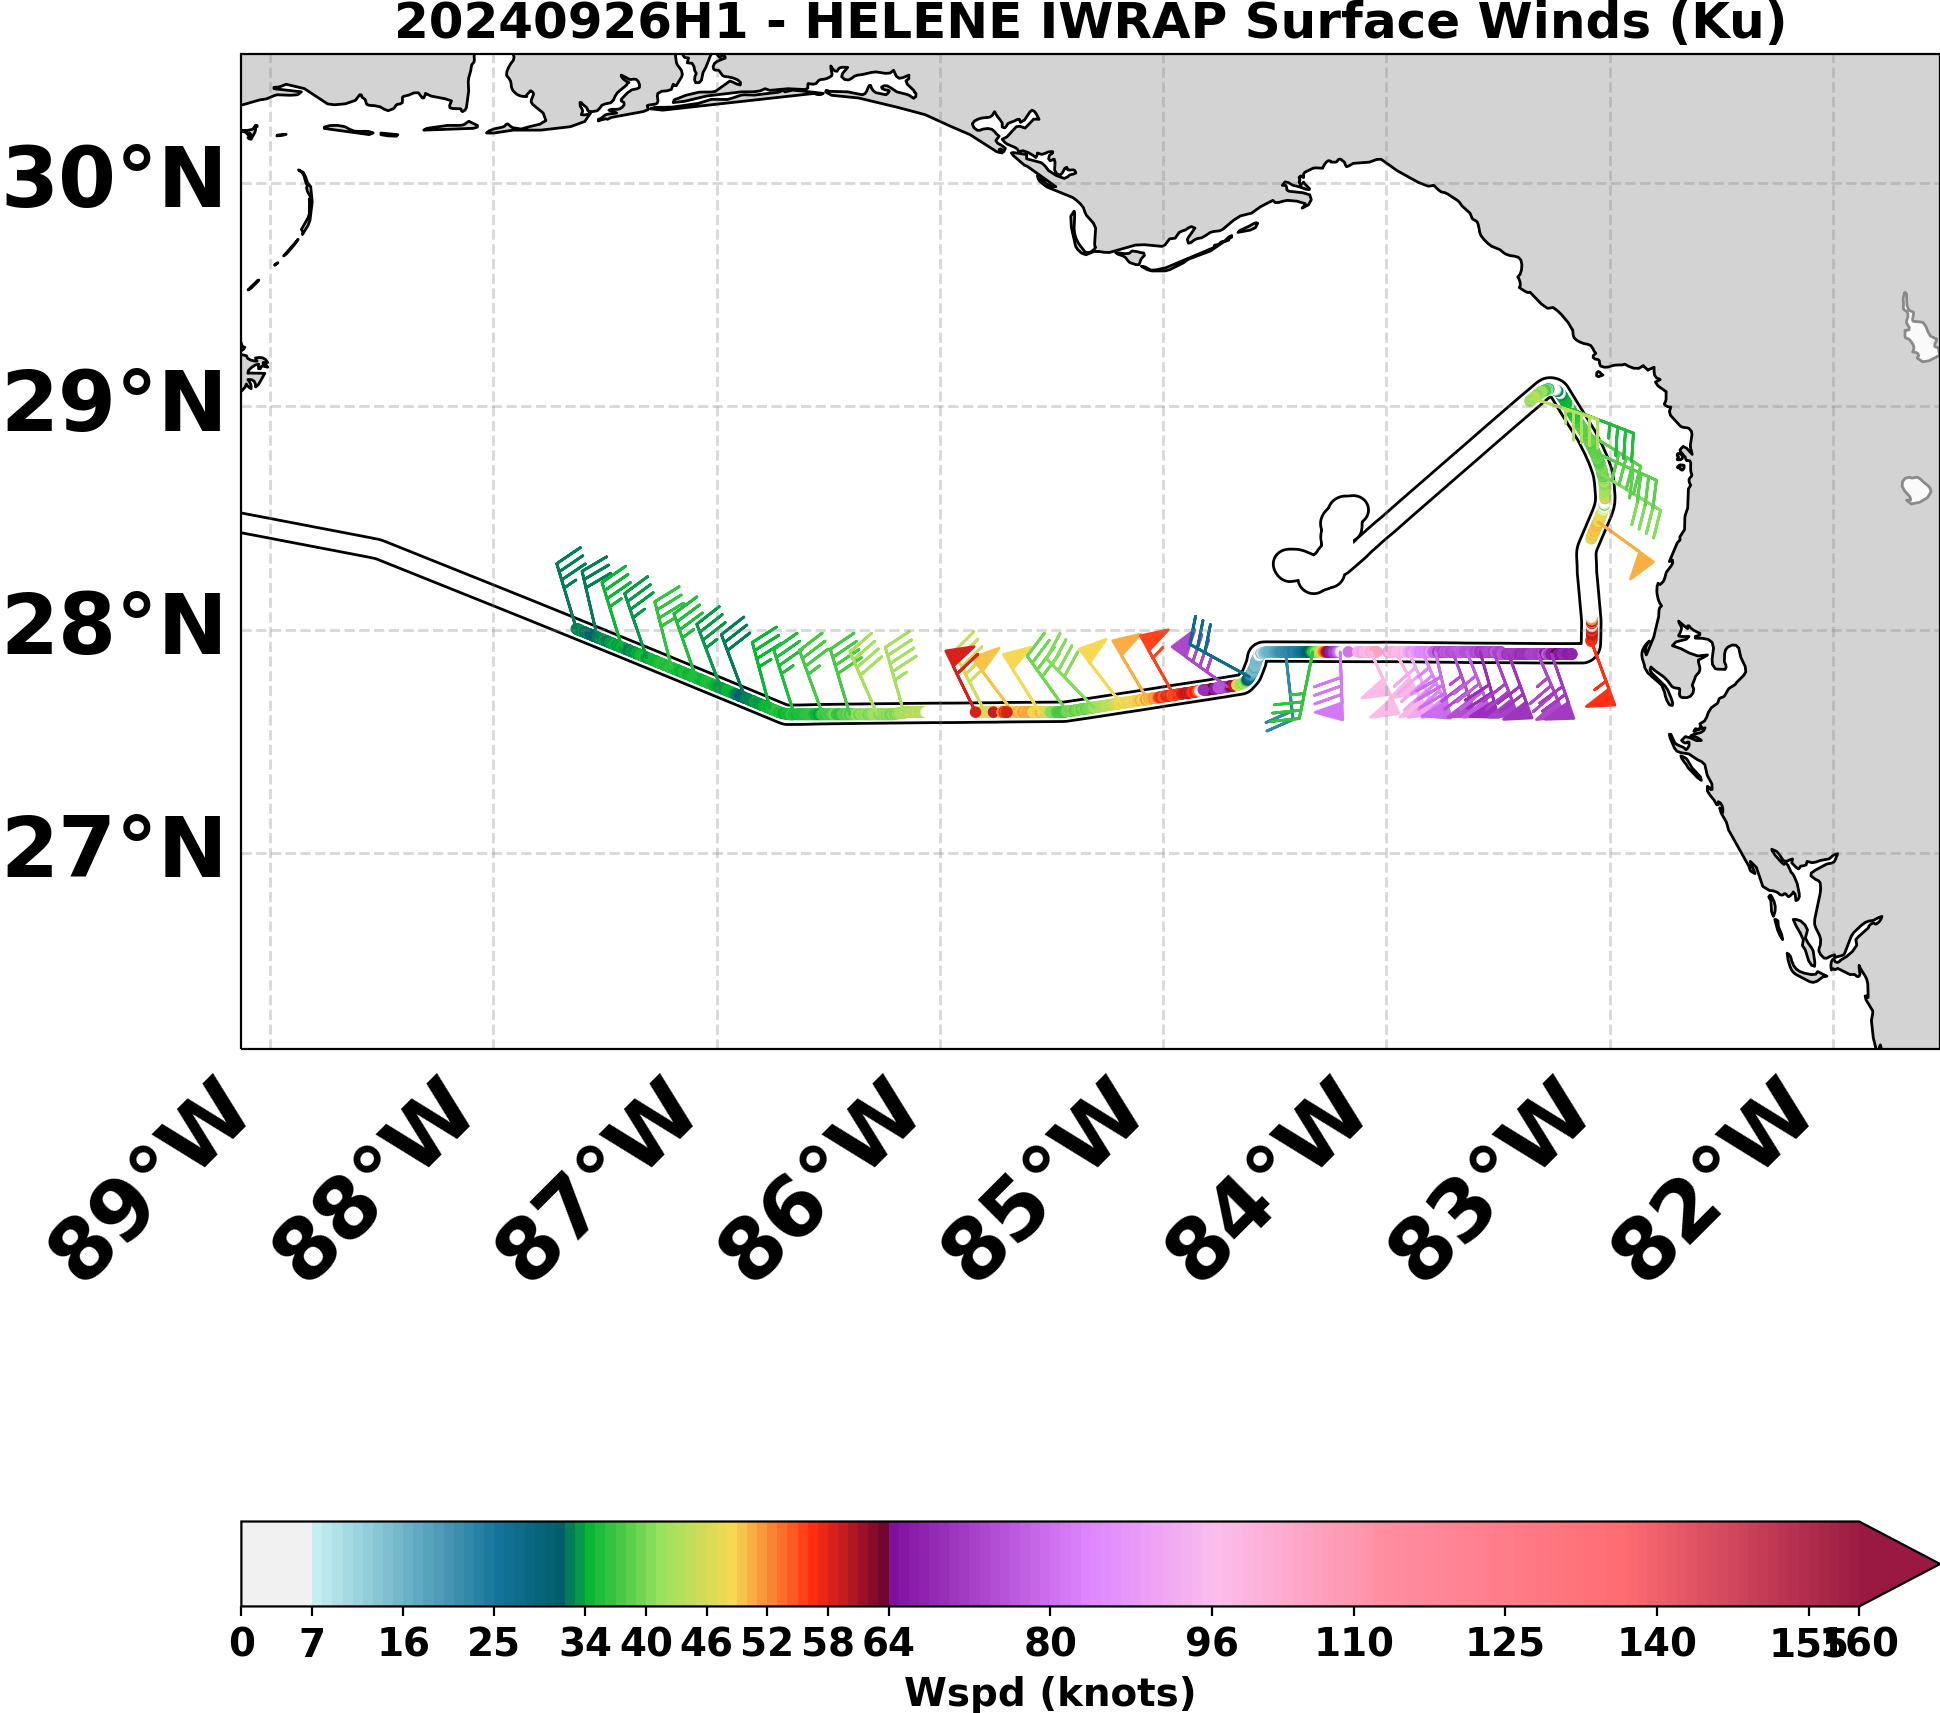 20240926H1 - HELENE IWRAP Surface Winds (Ku)
30°N
29°N
28°N
27°N
89°W 88°W 87°W 86°W 85°W 84°W 83°W 82°W
0 7 16 25 34 40 46 52 58 64 80 96 110 125 140 155 160
Wspd (knots)